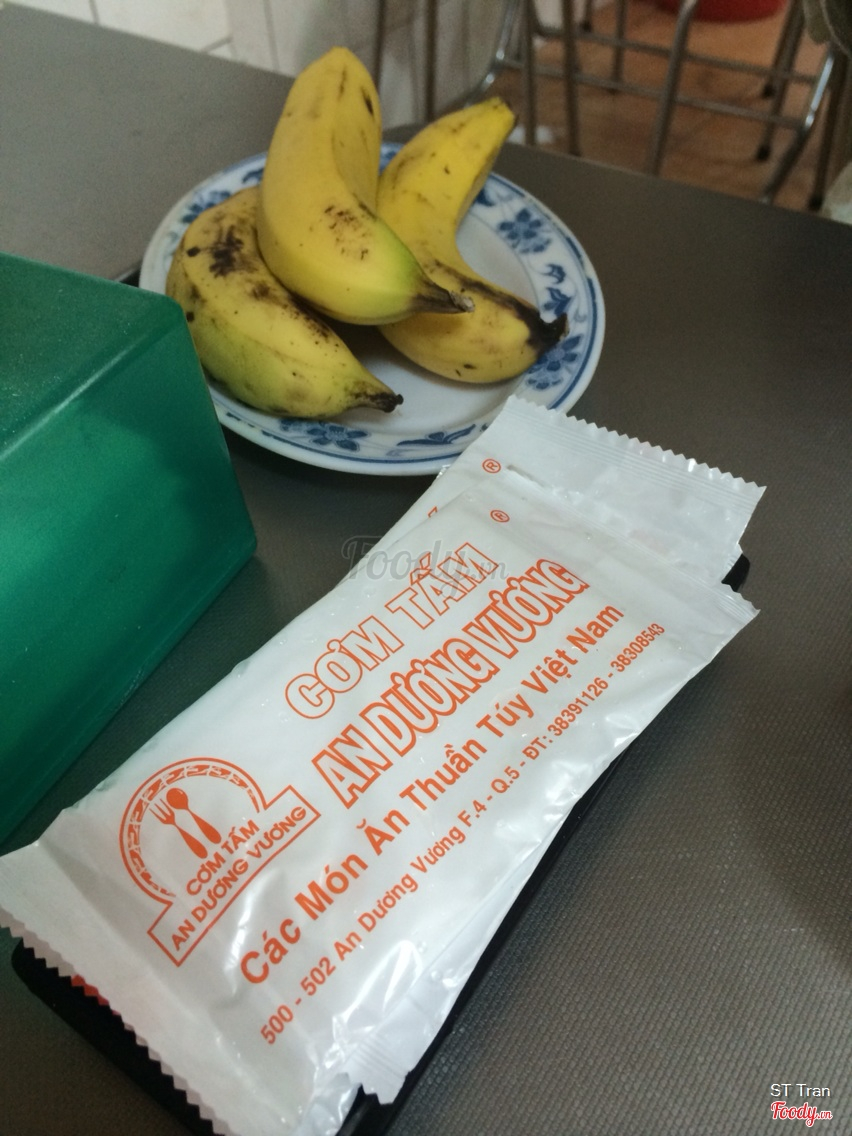 ®
®
CƠM TẤM
AN DƯƠNG VƯƠNG
Các Món Ăn Thuần Túy Việt Nam
500 - 502 An Dương Vương F.4 - Q.5 - ĐT: 38391126 - 38308543
CƠM TẤM
AN DƯƠNG VƯƠNG
Foody.vn
ST Tran
Foody.vn